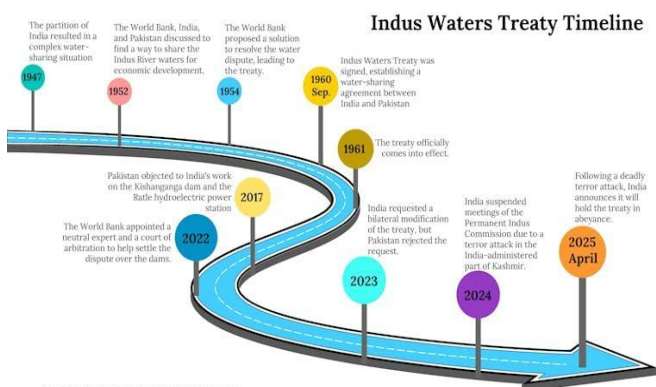 Indus Waters Treaty Timeline
The partition of
India resulted in a
complex water-
sharing situation
1947
The World Bank, India,
and Pakistan discussed to
find a way to share the
Indus River waters for
economic development.
1952
The World Bank
proposed a solution
to resolve the water
dispute, leading to
the treaty.
1954
1960
Sep.
Indus Waters Treaty was
signed, establishing a
water-sharing
agreement between
India and Pakistan
1961
The treaty officially
comes into effect.
Pakistan objected to India's work
on the Kishanganga dam and the
Ratle hydroelectric power
station
2017
The World Bank appointed a
neutral expert and a court of
arbitration to help settle the
dispute over the dams.
2022
India requested a
bilateral modification
of the treaty, but
Pakistan rejected the
request.
2023
India suspended
meetings of the
Permanent Indus
Commission due to a
terror attack in the
India-administered
part of Kashmir.
2024
Following a deadly
terror attack, India
announces it will
hold the treaty in
abeyance.
2025
April